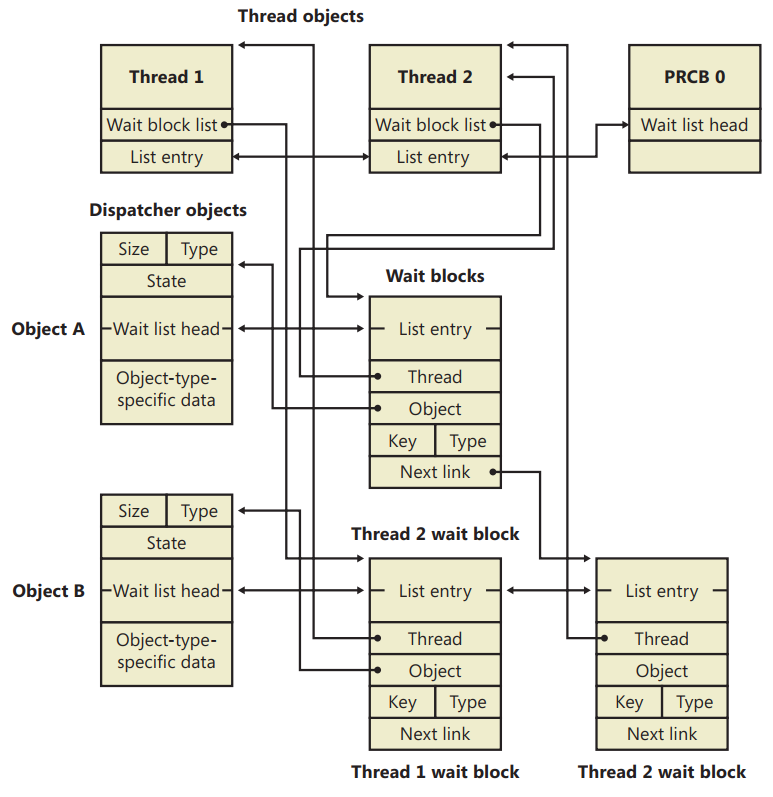 Thread objects
Thread 1
Wait block list
List entry
Thread 2
Wait block list
List entry
PRCB 0
Wait list head
Dispatcher objects
Object A
Size Type
State
Wait list head
Object-type-
specific data
Wait blocks
List entry
Thread
Object
Key Type
Next link
Thread 2 wait block
Object B
Size Type
State
Wait list head
Object-type-
specific data
List entry
Thread
Object
Key Type
Next link
Thread 1 wait block
List entry
Thread
Object
Key Type
Next link
Thread 2 wait block